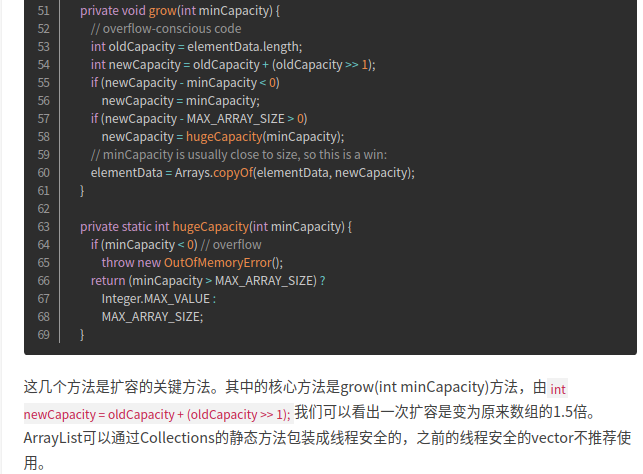 51 private void grow(int minCapacity) {
52 // overflow-conscious code
53 int oldCapacity = elementData.length;
54 int newCapacity = oldCapacity + (oldCapacity >> 1);
55 if (newCapacity - minCapacity < 0)
56 newCapacity = minCapacity;
57 if (newCapacity - MAX_ARRAY_SIZE > 0)
58 newCapacity = hugeCapacity(minCapacity);
59 // minCapacity is usually close to size, so this is a win:
60 elementData = Arrays.copyOf(elementData, newCapacity);
61 }
62
63 private static int hugeCapacity(int minCapacity) {
64 if (minCapacity < 0) // overflow
65 throw new OutOfMemoryError();
66 return (minCapacity > MAX_ARRAY_SIZE) ?
67 Integer.MAX_VALUE :
68 MAX_ARRAY_SIZE;
69 }
这几个方法是扩容的关键方法。其中的核心方法是grow(int minCapacity)方法，由 int
newCapacity = oldCapacity + (oldCapacity >> 1); 我们可以看出一次扩容是变为原来数组的1.5倍。
ArrayList可以通过Collections的静态方法包装成线程安全的，之前的线程安全的vector不推荐使
用。